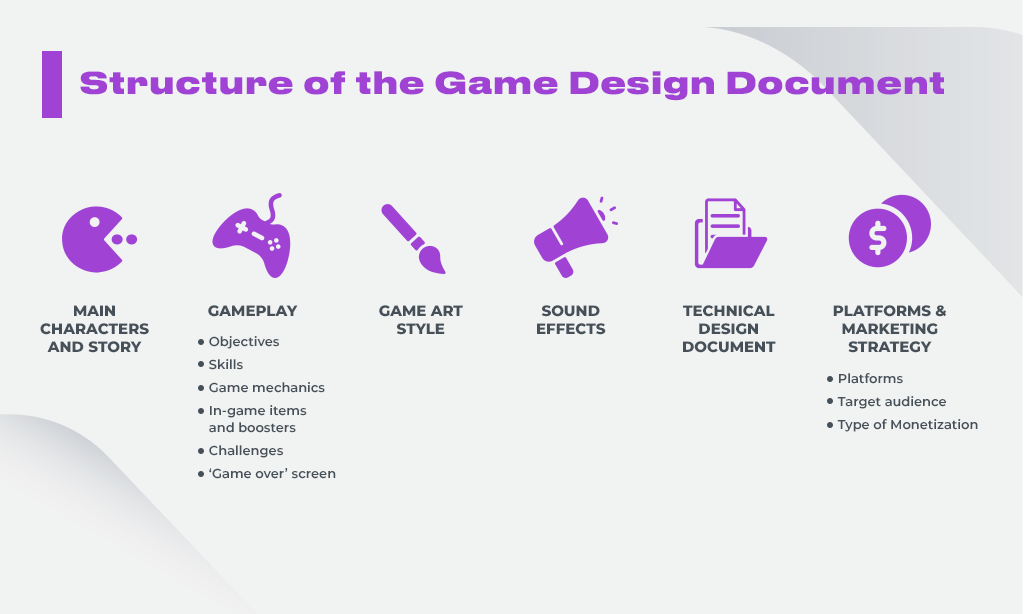 Structure of the Game Design Document
MAIN
CHARACTERS
AND STORY
GAMEPLAY
• Objectives
• Skills
• Game mechanics
• In-game items
and boosters
• Challenges
• ‘Game over’ screen
GAME ART
STYLE
SOUND
EFFECTS
TECHNICAL
DESIGN
DOCUMENT
$
PLATFORMS &
MARKETING
STRATEGY
• Platforms
• Target audience
• Type of Monetization